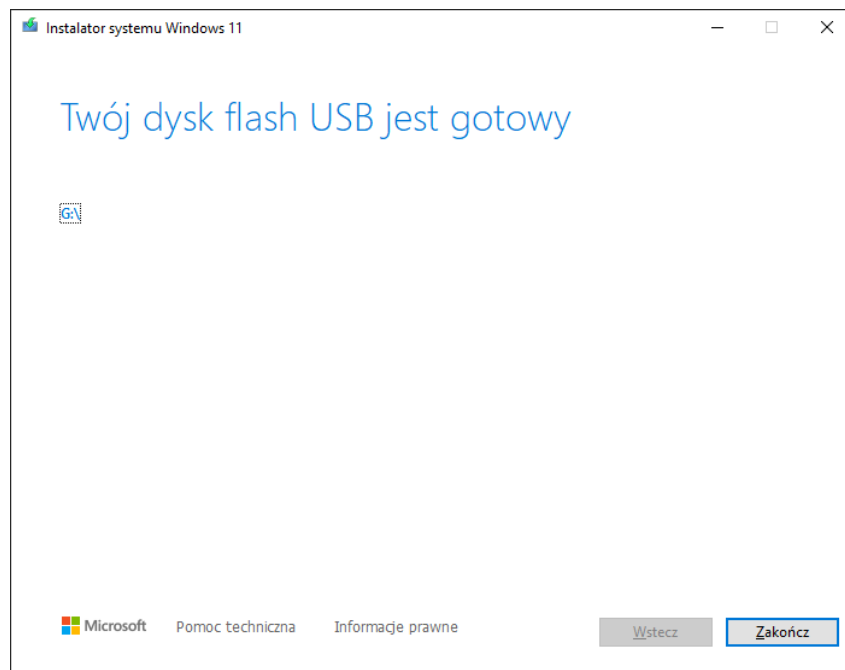 Instalator systemu Windows 11
Twój dysk flash USB jest gotowy
G:\
Microsoft Pomoc techniczna Informacje prawne Wstecz Zakończ